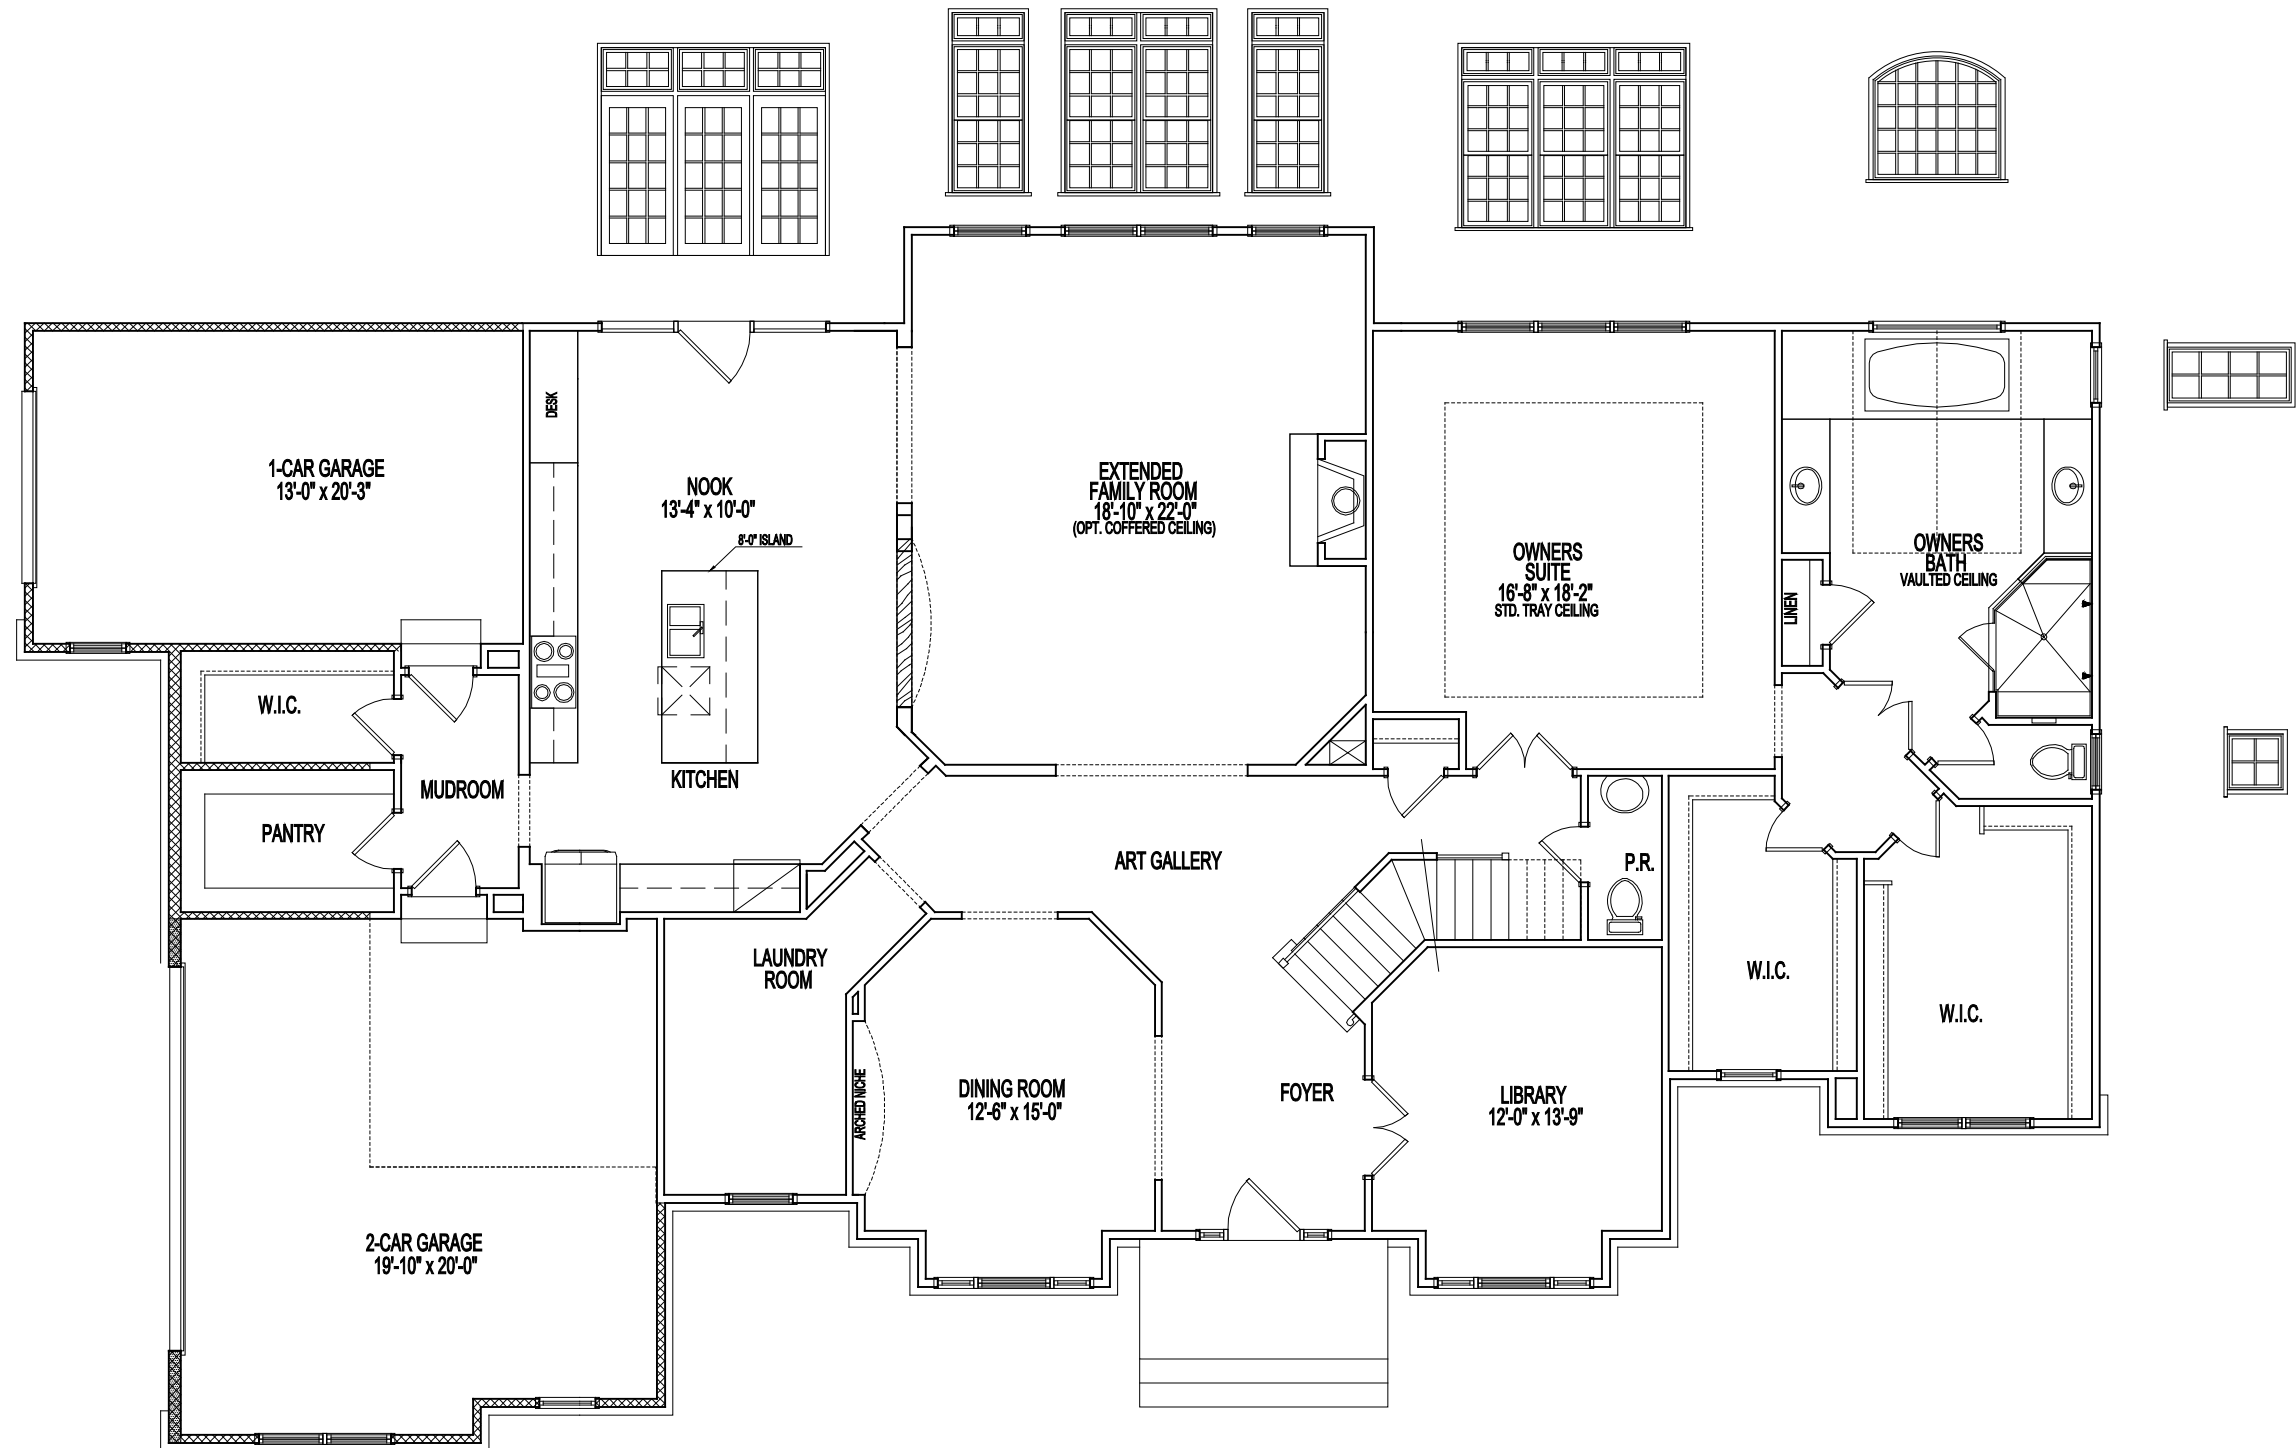 1-CAR GARAGE
13'-0" x 20'-3"
DESK
NOOK
13'-4" x 10'-0"
8'-0" ISLAND
KITCHEN
EXTENDED
FAMILY ROOM
18'-10" x 22'-0"
(OPT. COFFERED CEILING)
OWNERS
SUITE
16'-8" x 18'-2"
STD. TRAY CEILING
OWNERS
BATH
VAULTED CEILING
LINEN
W.I.C.
MUDROOM
PANTRY
ART GALLERY
P.R.
LAUNDRY
ROOM
W.I.C.
W.I.C.
ARCHED NICHE
DINING ROOM
12'-6" x 15'-0"
FOYER
LIBRARY
12'-0" x 13'-9"
2-CAR GARAGE
19'-10" x 20'-0"